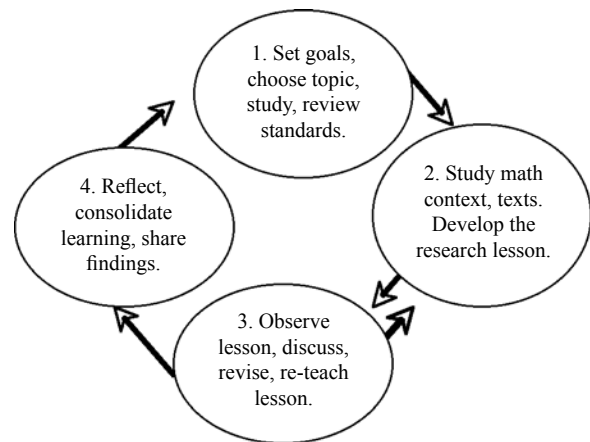 1. Set goals,
choose topic,
study, review
standards.
2. Study math
context, texts.
Develop the
research lesson.
3. Observe
lesson, discuss,
revise, re-teach
lesson.
4. Reflect,
consolidate
learning, share
findings.